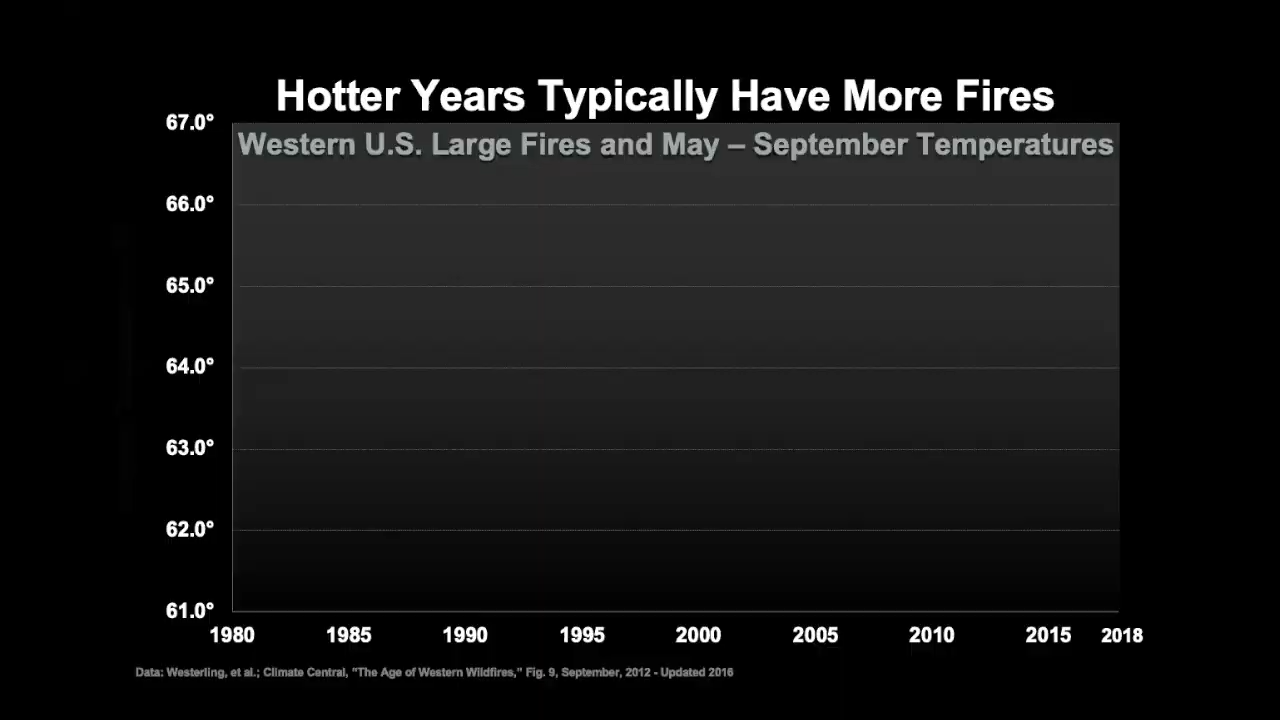 Hotter Years Typically Have More Fires
Western U.S. Large Fires and May – September Temperatures
67.0°
66.0°
65.0°
64.0°
63.0°
62.0°
61.0°
1980 1985 1990 1995 2000 2005 2010 2015 2018
Data: Westerling, et al.; Climate Central, "The Age of Western Wildfires," Fig. 9, September, 2012 - Updated 2016